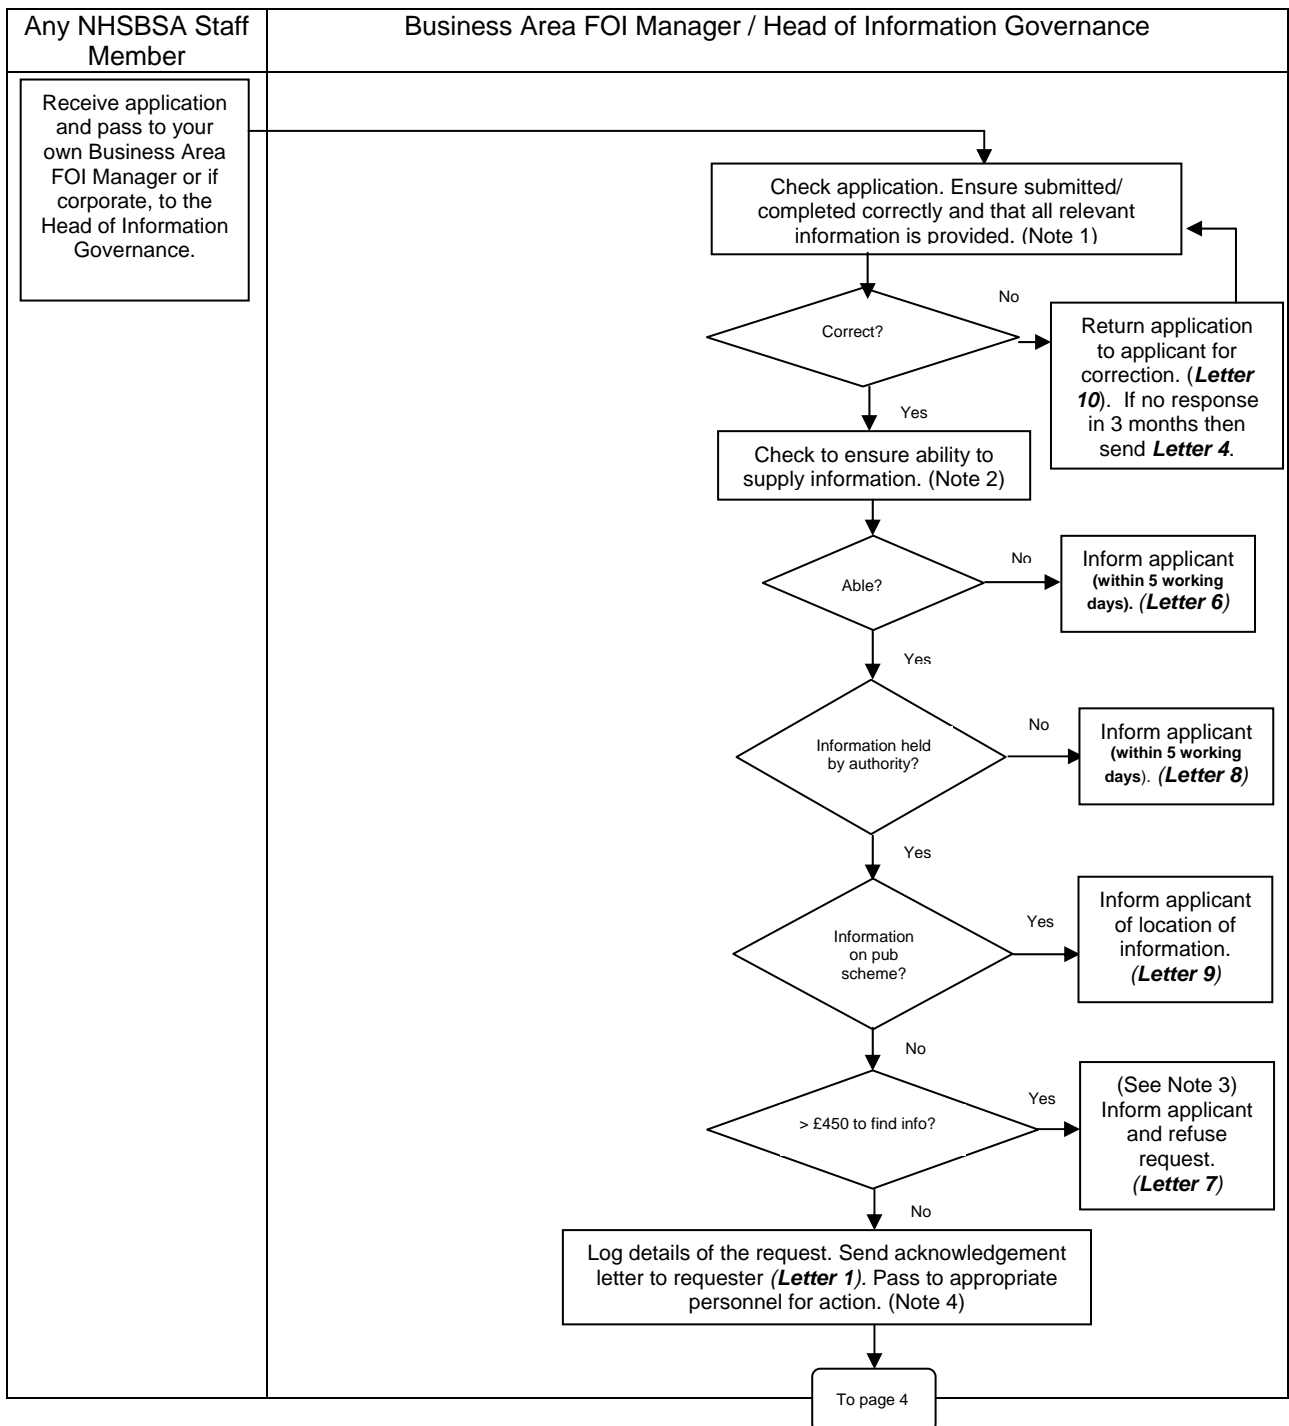 Any NHSBSA Staff
Member
Business Area FOI Manager / Head of Information Governance
Receive application
and pass to your
own Business Area
FOI Manager or if
corporate, to the
Head of Information
Governance.
Check application. Ensure submitted/
completed correctly and that all relevant
information is provided. (Note 1)
Correct?
No
Return application
to applicant for
correction. (Letter
10). If no response
in 3 months then
send Letter 4.
Yes
Check to ensure ability to
supply information. (Note 2)
Able?
No
Inform applicant
(within 5 working
days). (Letter 6)
Yes
Information held
by authority?
No
Inform applicant
(within 5 working
days). (Letter 8)
Yes
Information
on pub
scheme?
Yes
Inform applicant
of location of
information.
(Letter 9)
No
> £450 to find info?
Yes
(See Note 3)
Inform applicant
and refuse
request.
(Letter 7)
No
Log details of the request. Send acknowledgement
letter to requester (Letter 1). Pass to appropriate
personnel for action. (Note 4)
To page 4